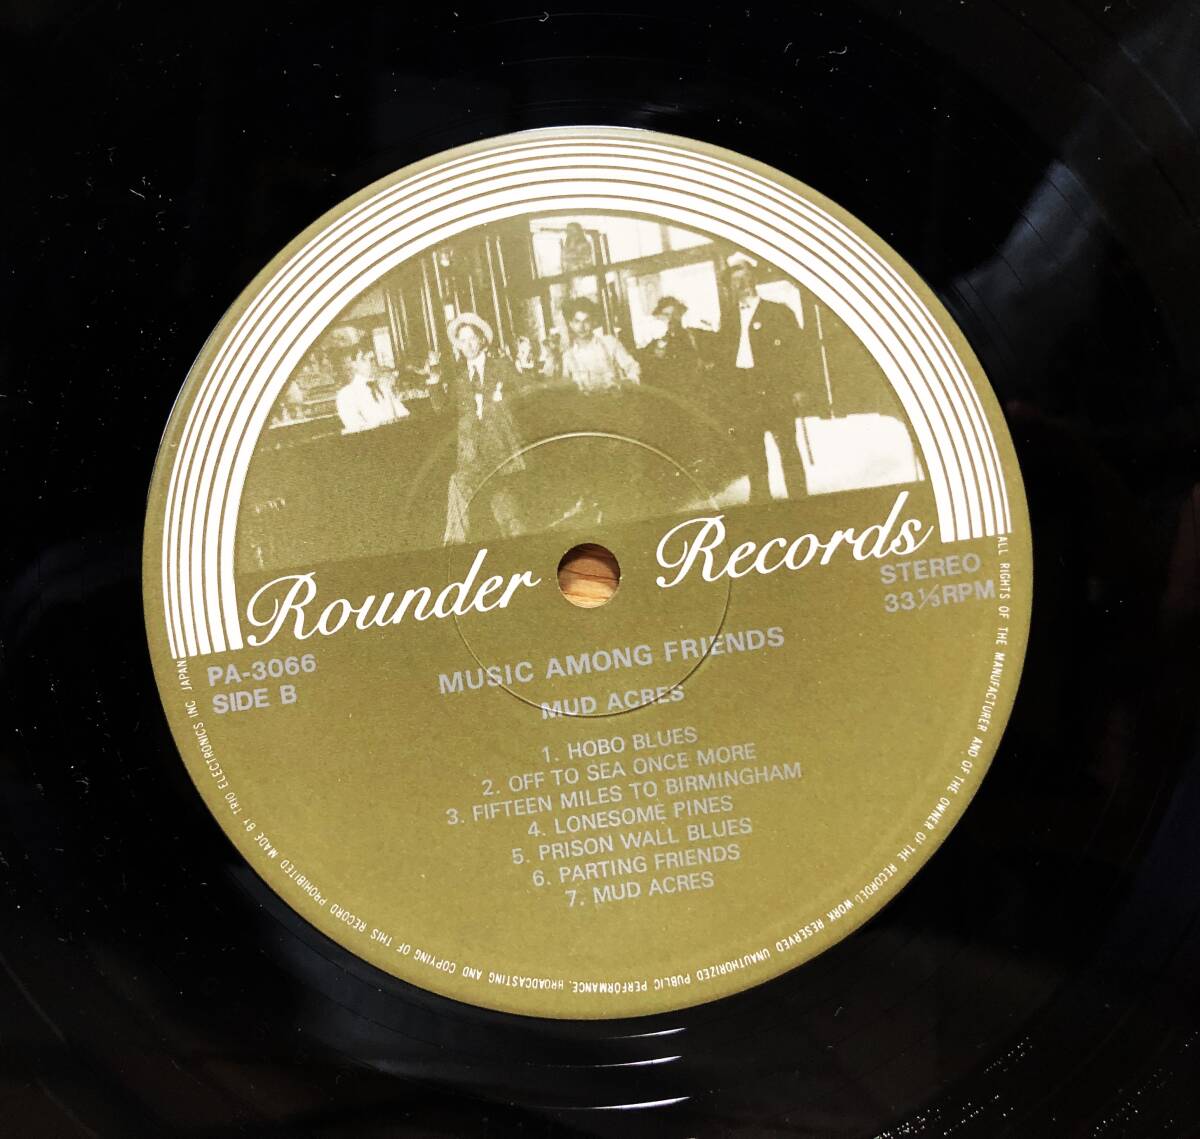 Rounder Records
STEREO
33⅓RPM
PA-3066
SIDE B
MUSIC AMONG FRIENDS
MUD ACRES
1. HOBO BLUES
2. OFF TO SEA ONCE MORE
3. FIFTEEN MILES TO BIRMINGHAM
4. LONESOME PINES
5. PRISON WALL BLUES
6. PARTING FRIENDS
7. MUD ACRES
ALL RIGHTS OF THE MANUFACTURER AND OF THE OWNER OF THE RECORDED WORK RESERVED UNAUTHORIZED PUBLIC PERFORMANCE. BROADCASTING AND COPYING OF THIS RECORD PROHIBITED MADE BY TRIO ELECTRONICS INC JAPAN